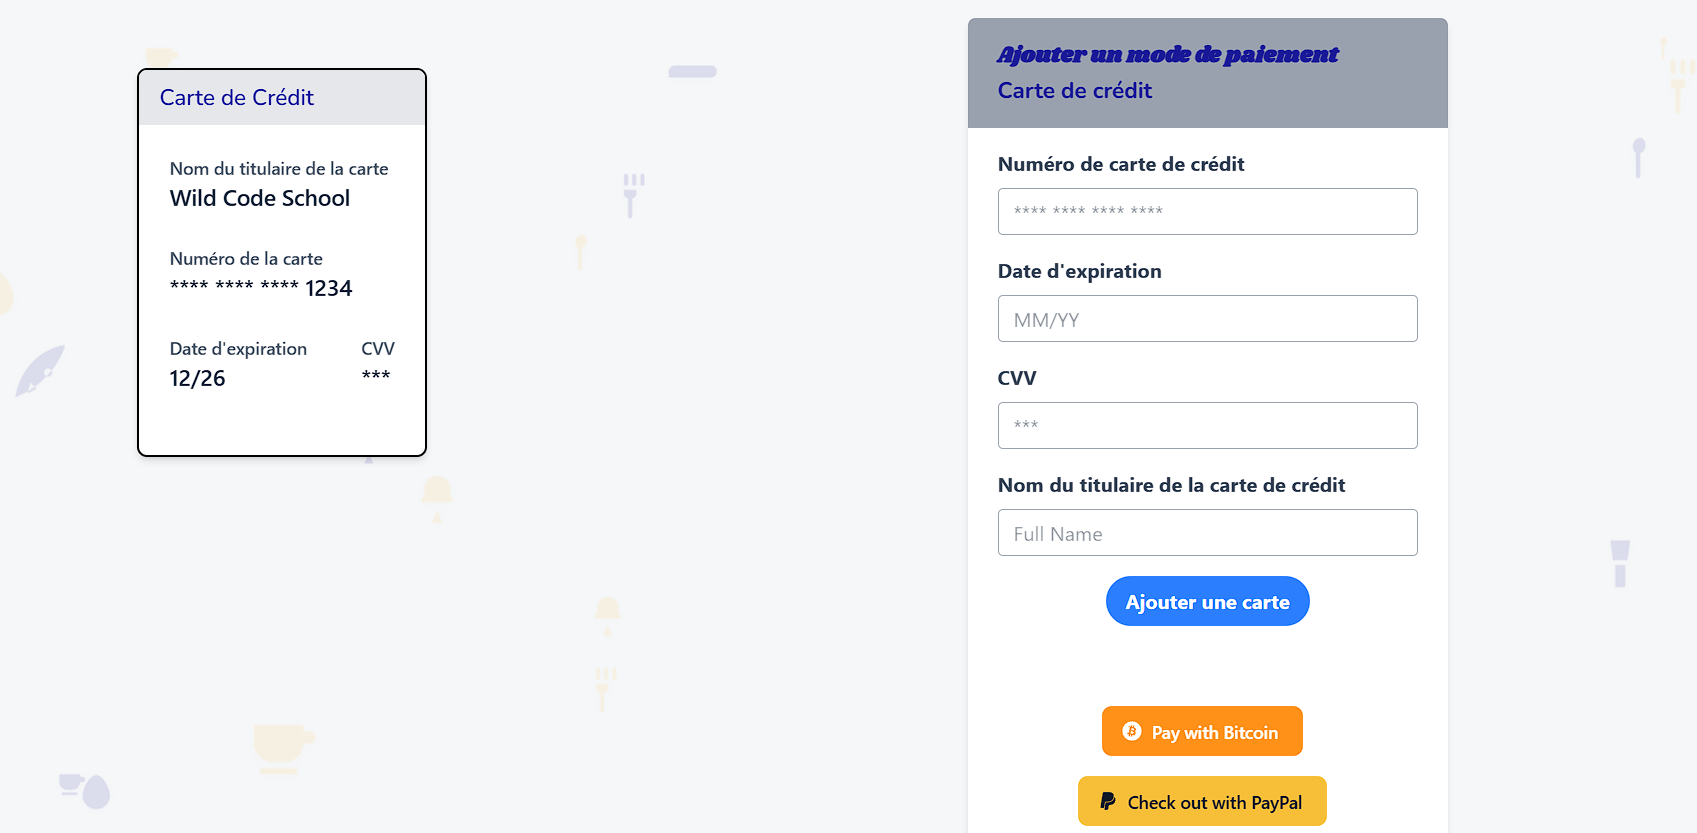 Carte de Crédit
Nom du titulaire de la carte
Wild Code School
Numéro de la carte
**** **** **** 1234
Date d'expiration CVV
12/26 ***
Ajouter un mode de paiement
Carte de crédit
Numéro de carte de crédit
**** **** **** ****
Date d'expiration
MM/YY
CVV
***
Nom du titulaire de la carte de crédit
Full Name
Ajouter une carte
Pay with Bitcoin
Check out with PayPal